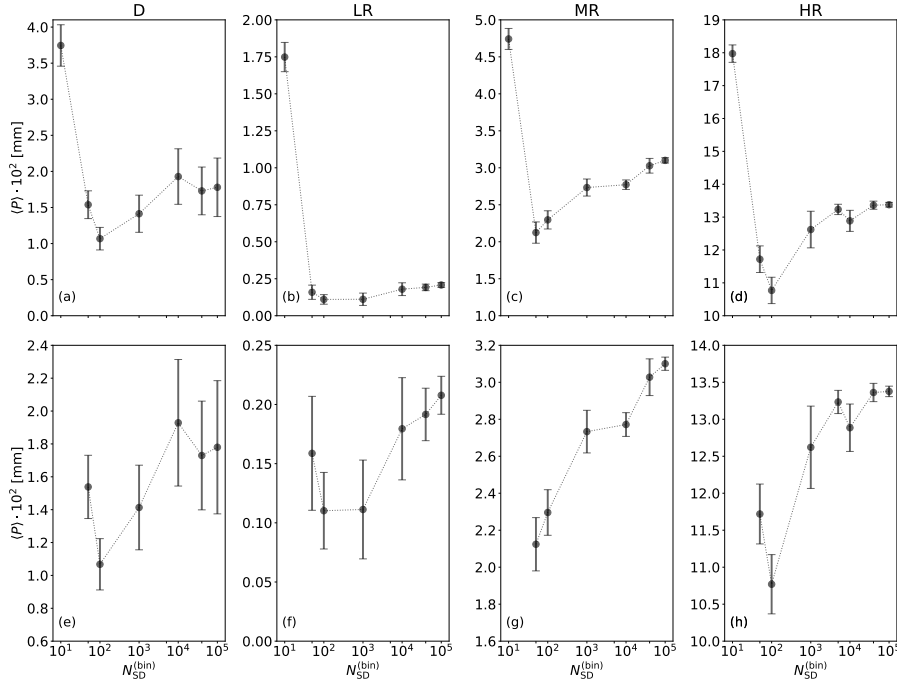 D LR MR HR
⟨P⟩ · 10² [mm]
4.0 3.5 3.0 2.5 2.0 1.5 1.0 0.5 0.0
(a)
2.00 1.75 1.50 1.25 1.00 0.75 0.50 0.25 0.00
(b)
5.0 4.5 4.0 3.5 3.0 2.5 2.0 1.5 1.0
(c)
19 18 17 16 15 14 13 12 11 10
(d)
⟨P⟩ · 10² [mm]
2.4 2.2 2.0 1.8 1.6 1.4 1.2 1.0 0.8 0.6
(e)
0.25 0.20 0.15 0.10 0.05 0.00
(f)
3.2 3.0 2.8 2.6 2.4 2.2 2.0 1.8 1.6
(g)
14.0 13.5 13.0 12.5 12.0 11.5 11.0 10.5 10.0
(h)
10¹ 10² 10³ 10⁴ 10⁵ 10¹ 10² 10³ 10⁴ 10⁵ 10¹ 10² 10³ 10⁴ 10⁵ 10¹ 10² 10³ 10⁴ 10⁵
N_SD^(bin) N_SD^(bin) N_SD^(bin) N_SD^(bin)